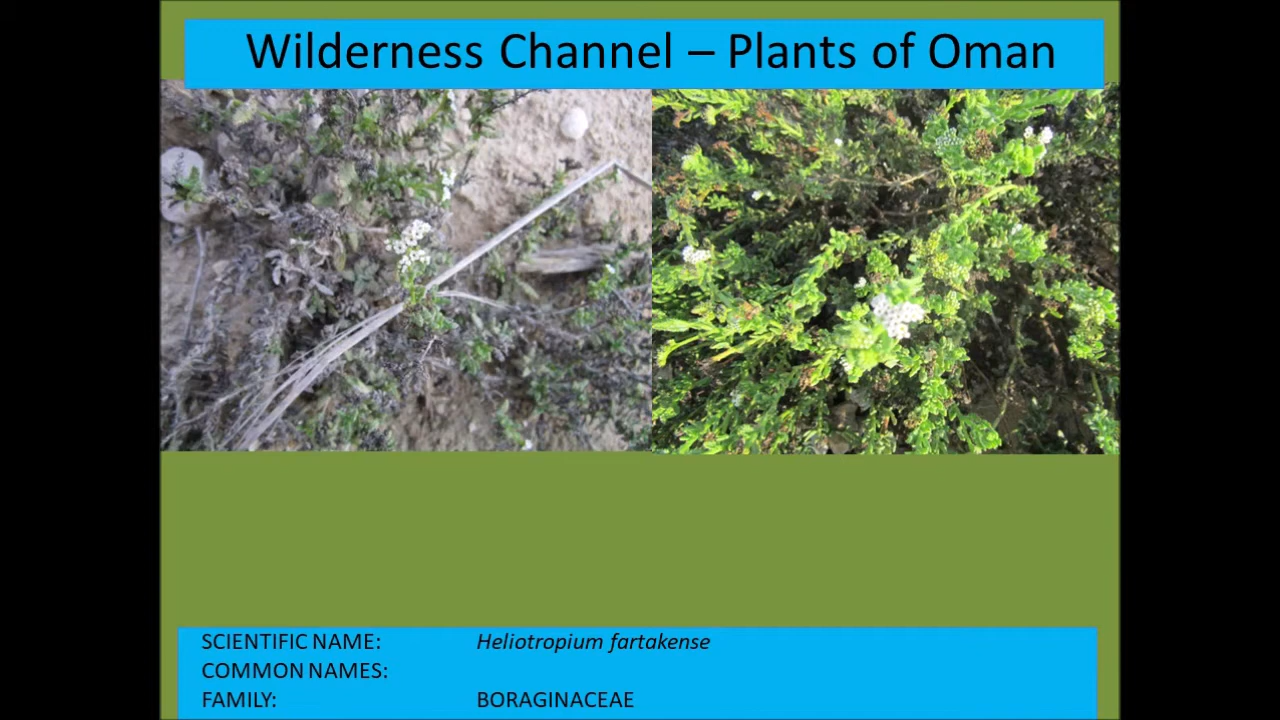 Wilderness Channel – Plants of Oman
SCIENTIFIC NAME: Heliotropium fartakense
COMMON NAMES:
FAMILY: BORAGINACEAE